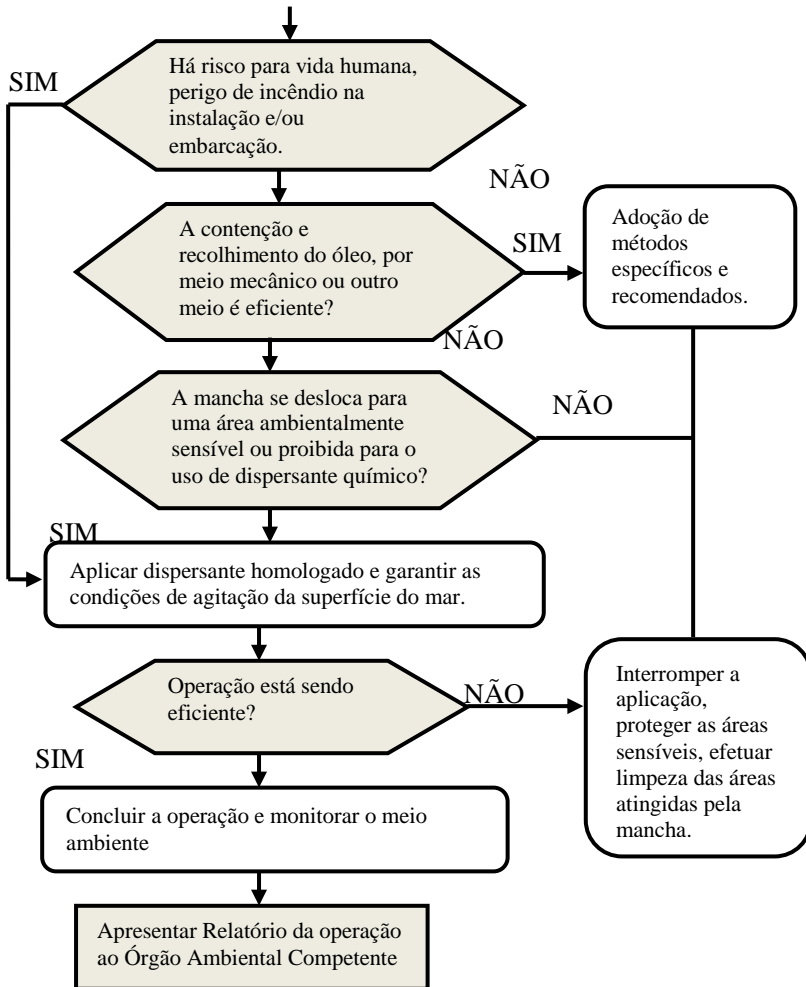 Há risco para vida humana,
perigo de incêndio na
instalação e/ou
embarcação.
SIM
NÃO
A contenção e
recolhimento do óleo, por
meio mecânico ou outro
meio é eficiente?
SIM
Adoção de
métodos
específicos e
recomendados.
NÃO
A mancha se desloca para
uma área ambientalmente
sensível ou proibida para o
uso de dispersante químico?
NÃO
SIM
Aplicar dispersante homologado e garantir as
condições de agitação da superfície do mar.
Operação está sendo
eficiente?
NÃO
Interromper a
aplicação,
proteger as áreas
sensíveis, efetuar
limpeza das áreas
atingidas pela
mancha.
SIM
Concluir a operação e monitorar o meio
ambiente
Apresentar Relatório da operação
ao Órgão Ambiental Competente